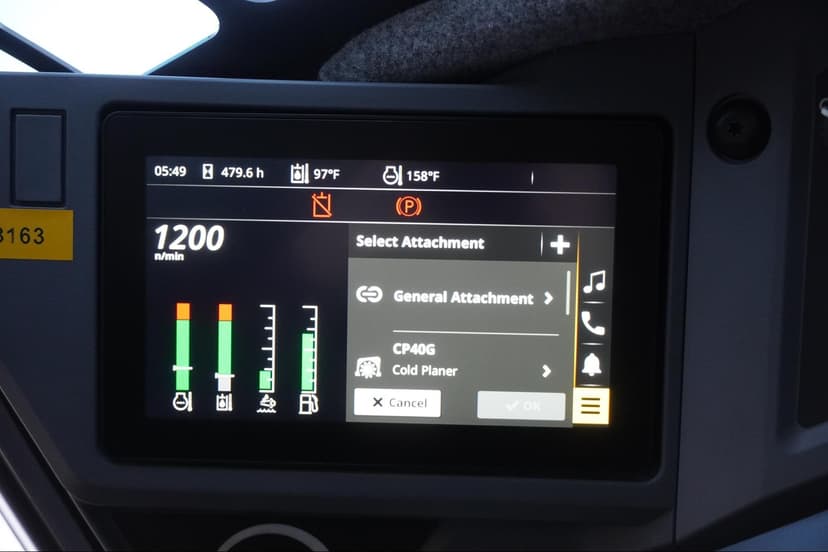 05:49 479.6 h 97°F 158°F
P
3163
1200
n/min
Select Attachment
General Attachment
CP40G
Cold Planer
Cancel
OK